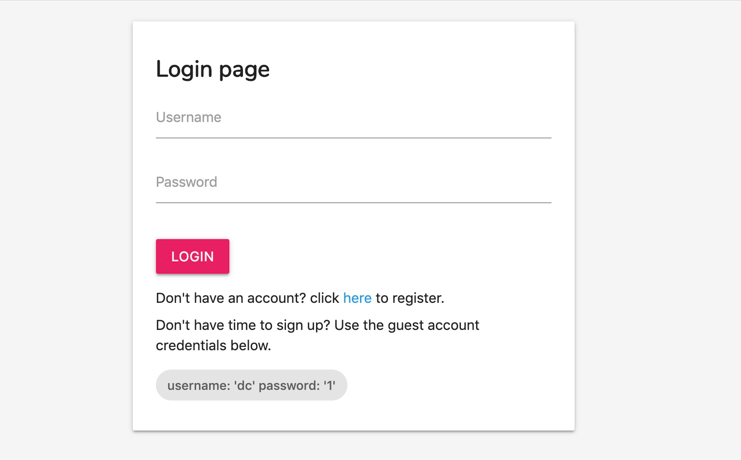 Login page
Username
Password
LOGIN
Don't have an account? click here to register.
Don't have time to sign up? Use the guest account
credentials below.
username: 'dc' password: '1'